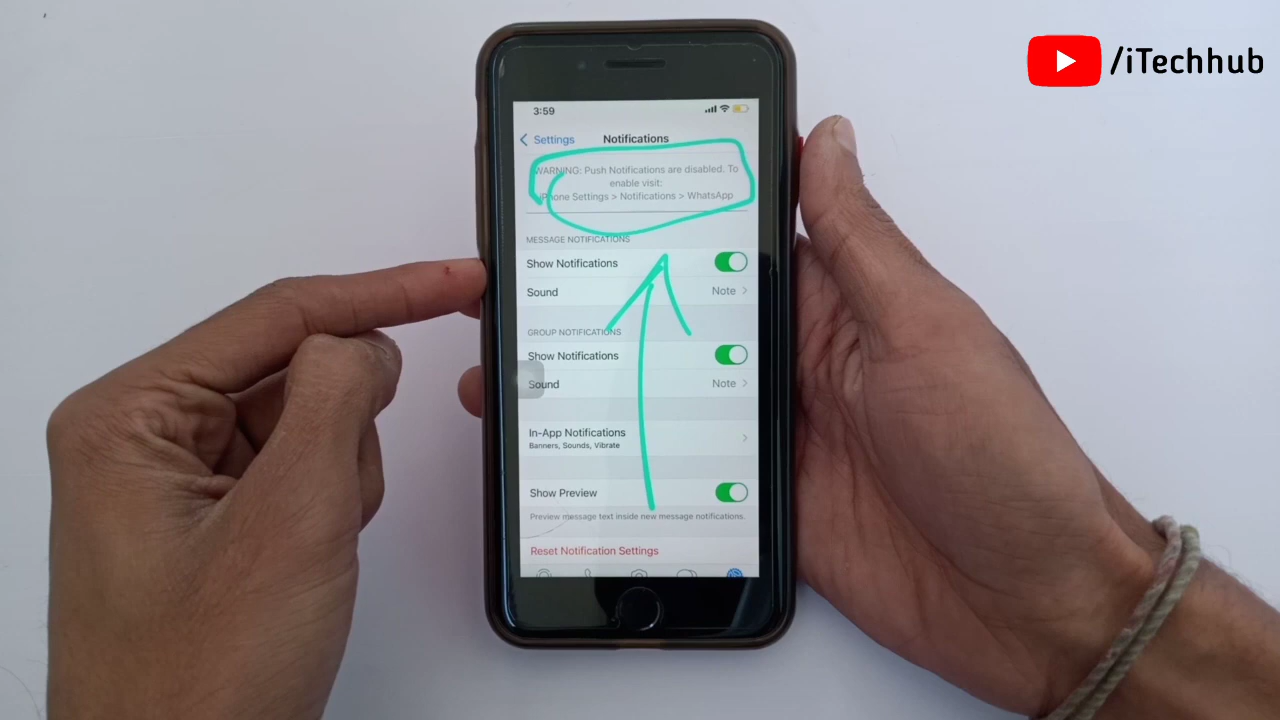 /iTechhub
3:59
Settings
Notifications
WARNING: Push Notifications are disabled. To
enable visit:
iPhone Settings > Notifications > WhatsApp
MESSAGE NOTIFICATIONS
Show Notifications
Sound Note
GROUP NOTIFICATIONS
Show Notifications
Sound Note
In-App Notifications
Banners, Sounds, Vibrate
Show Preview
Preview message text inside new message notifications.
Reset Notification Settings